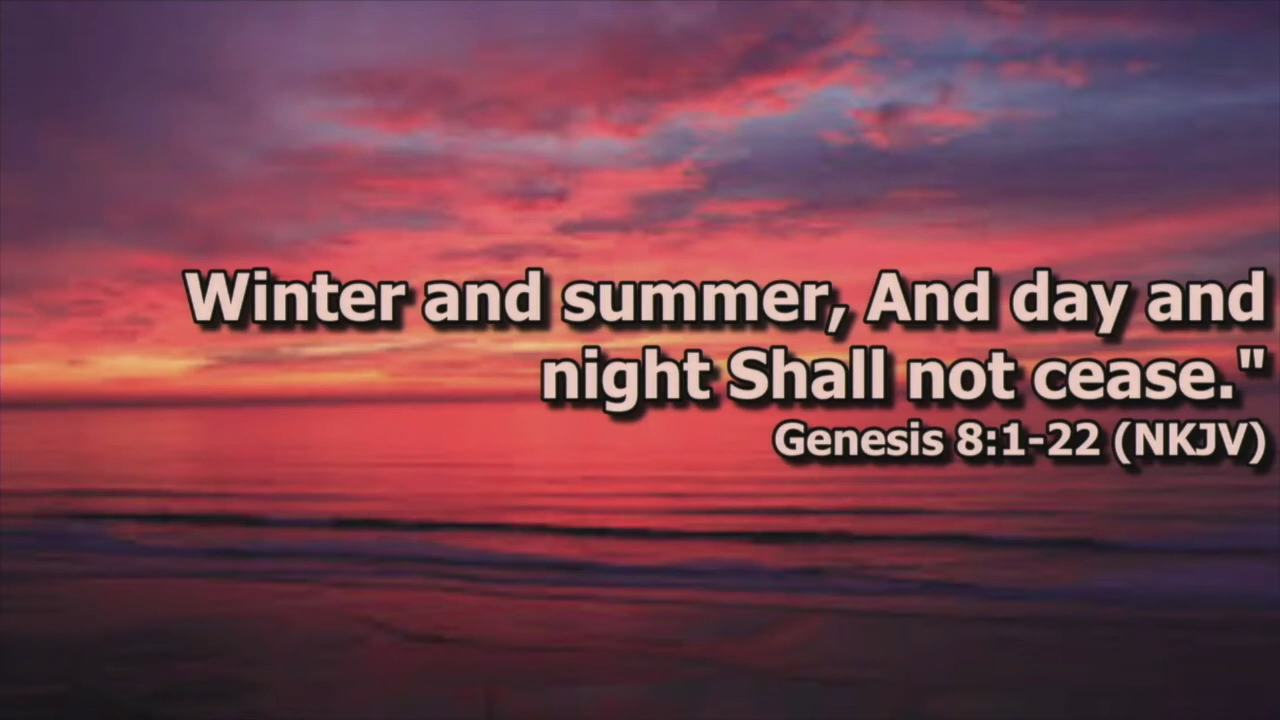 Winter and summer, And day and
night Shall not cease."
Genesis 8:1-22 (NKJV)